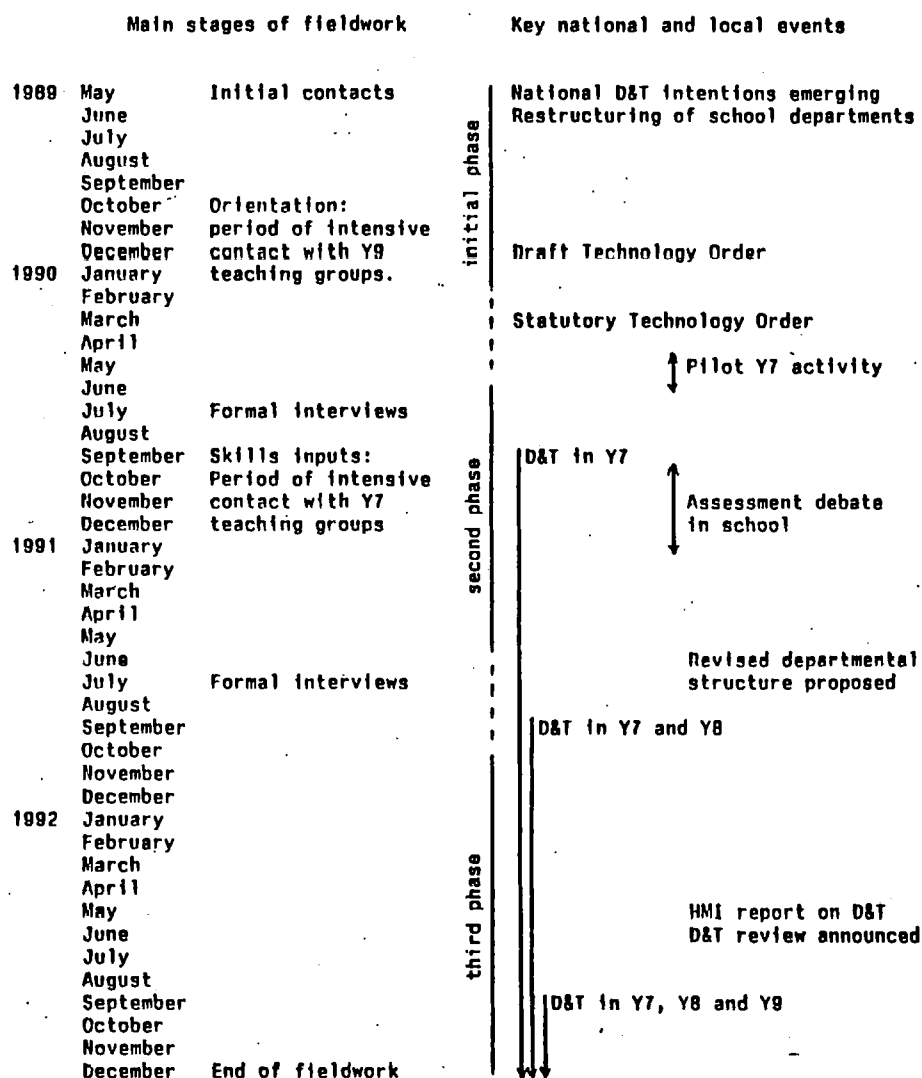 Main stages of fieldwork Key national and local events
1989 May Initial contacts National D&T intentions emerging
June Restructuring of school departments
July
August
September
October Orientation:
November period of intensive
December contact with Y9 Draft Technology Order
1990 January teaching groups.
February
March Statutory Technology Order
April
May Pilot Y7 activity
June
July Formal interviews
August
September Skills inputs: D&T in Y7
October Period of intensive
November contact with Y7 Assessment debate
December teaching groups in school
1991 January
February
March
April
May
June Revised departmental
July Formal interviews structure proposed
August
September D&T in Y7 and Y8
October
November
December
1992 January
February
March
April
May HMI report on D&T
June D&T review announced
July
August
September D&T in Y7, Y8 and Y9
October
November
December End of fieldwork
initial phase
second phase
third phase